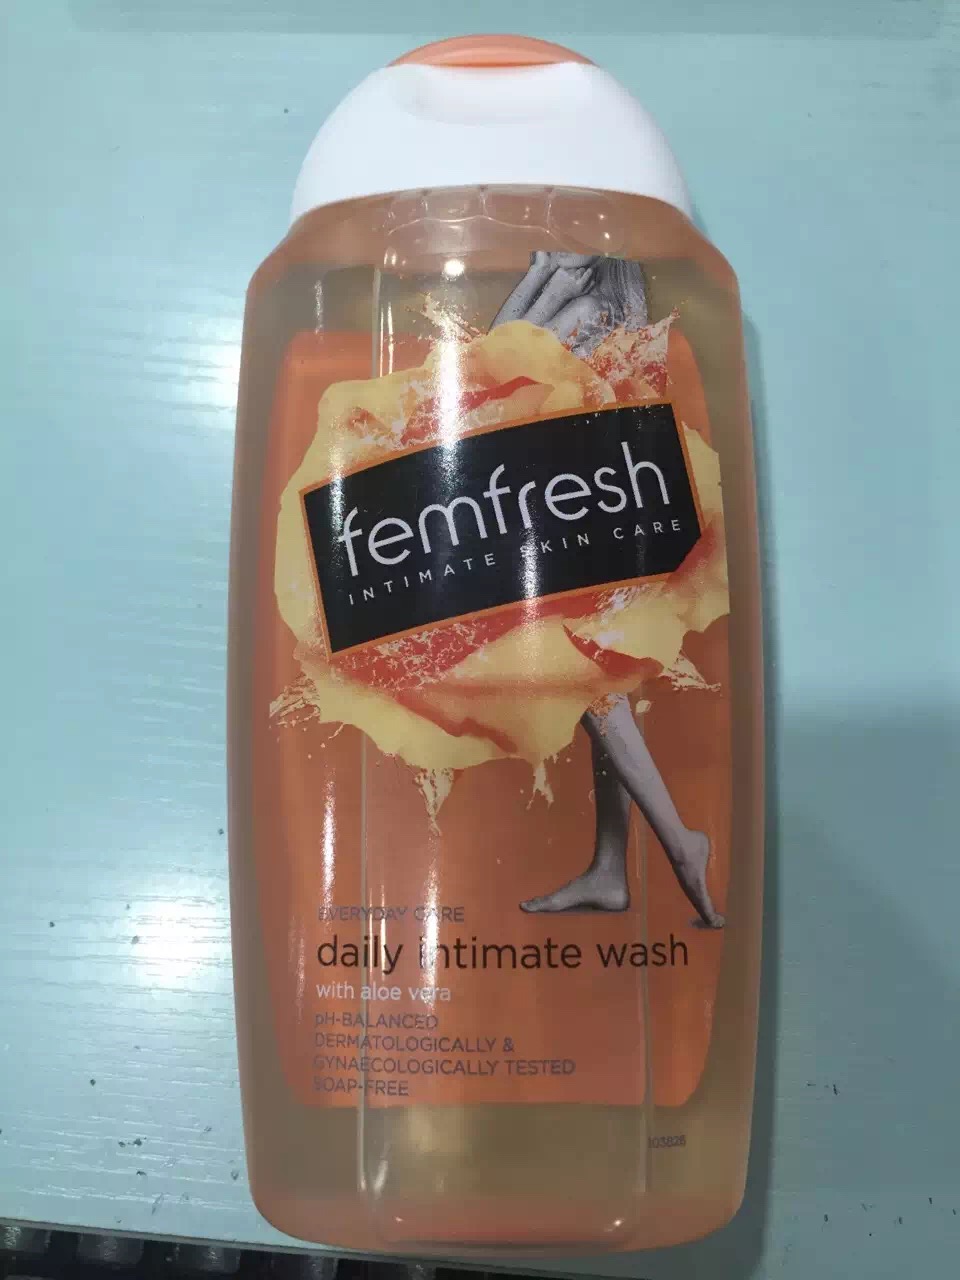 femfresh
INTIMATE SKIN CARE
EVERYDAY CARE
daily intimate wash
with aloe vera
pH-BALANCED
DERMATOLOGICALLY &
GYNAECOLOGICALLY TESTED
SOAP-FREE
103826